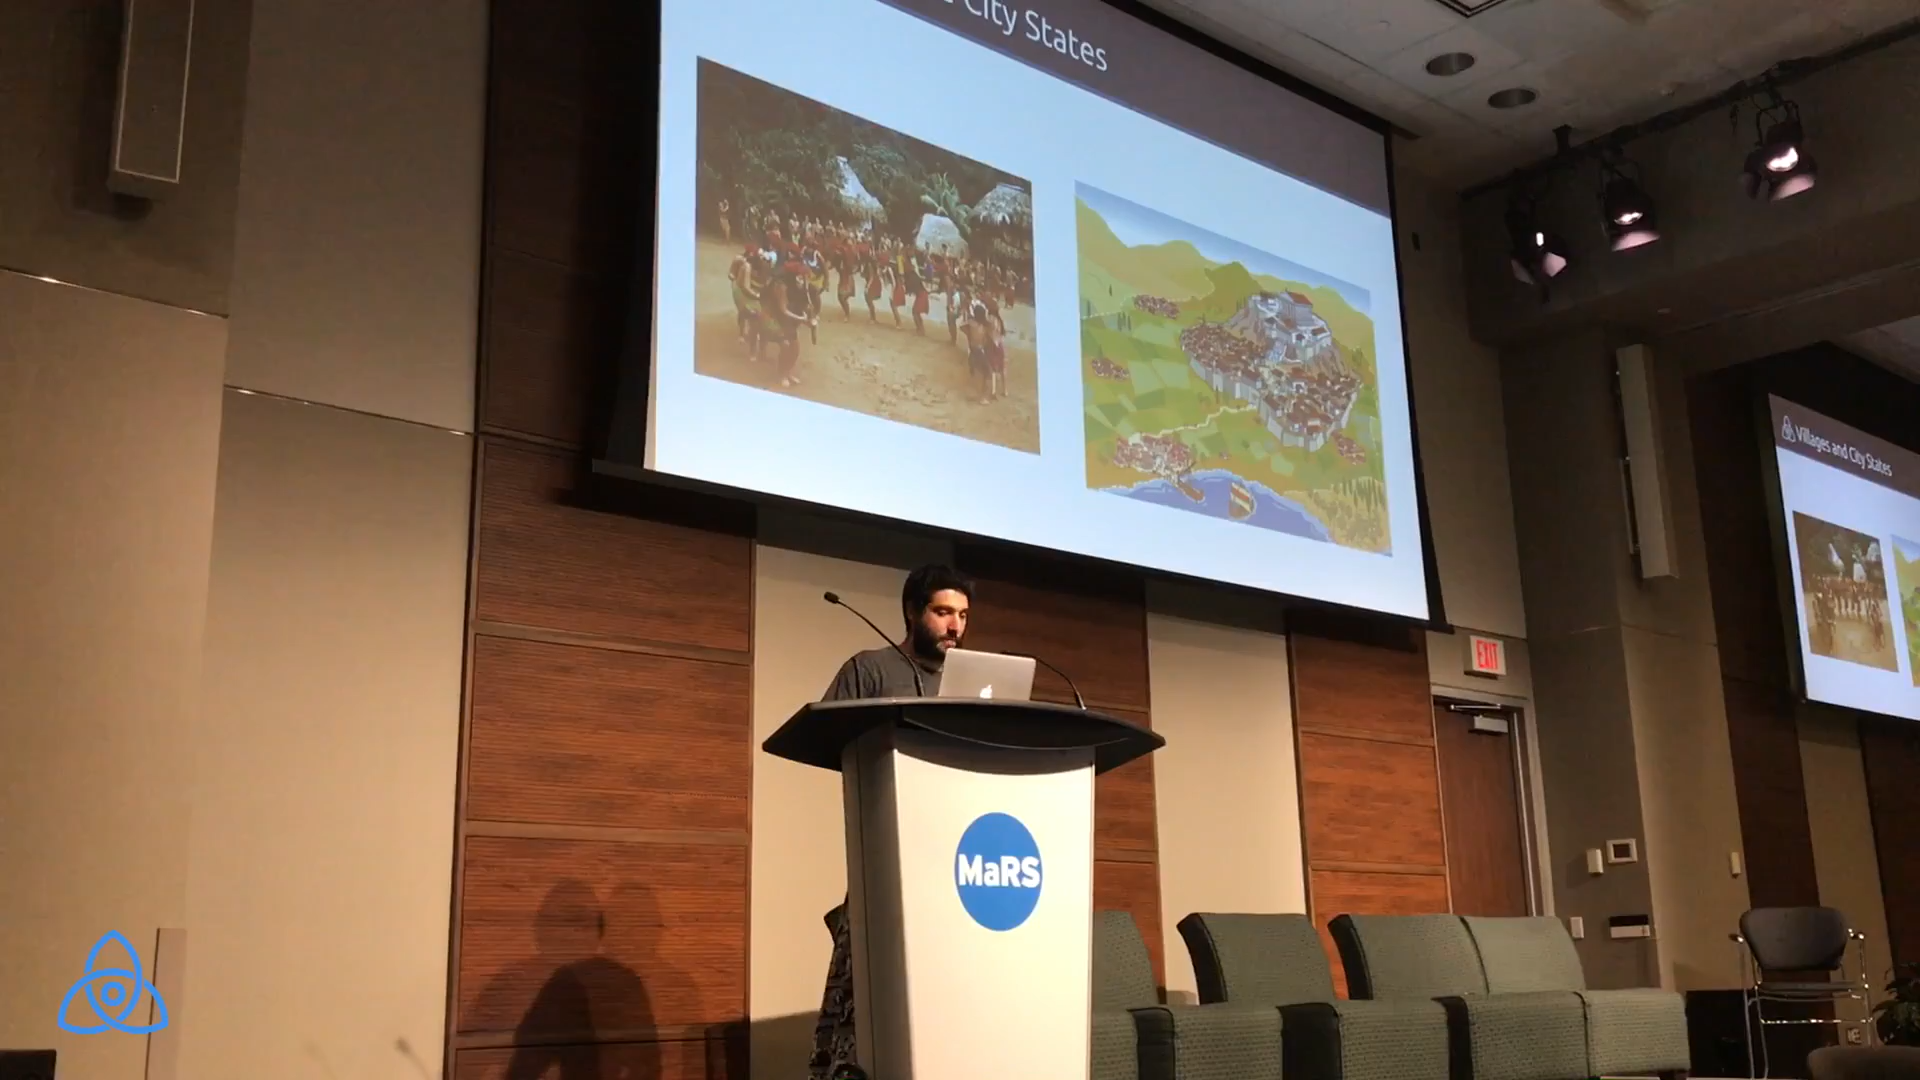 City States
Villages and City States
EXIT
MaRS